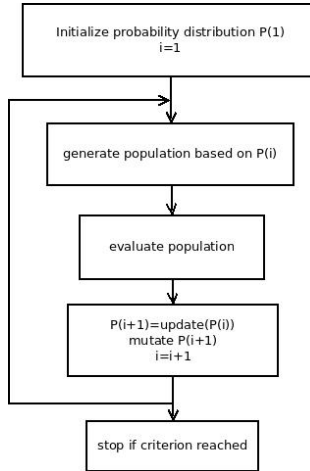 Initialize probability distribution P(1)
i=1
generate population based on P(i)
evaluate population
P(i+1)=update(P(i))
mutate P(i+1)
i=i+1
stop if criterion reached